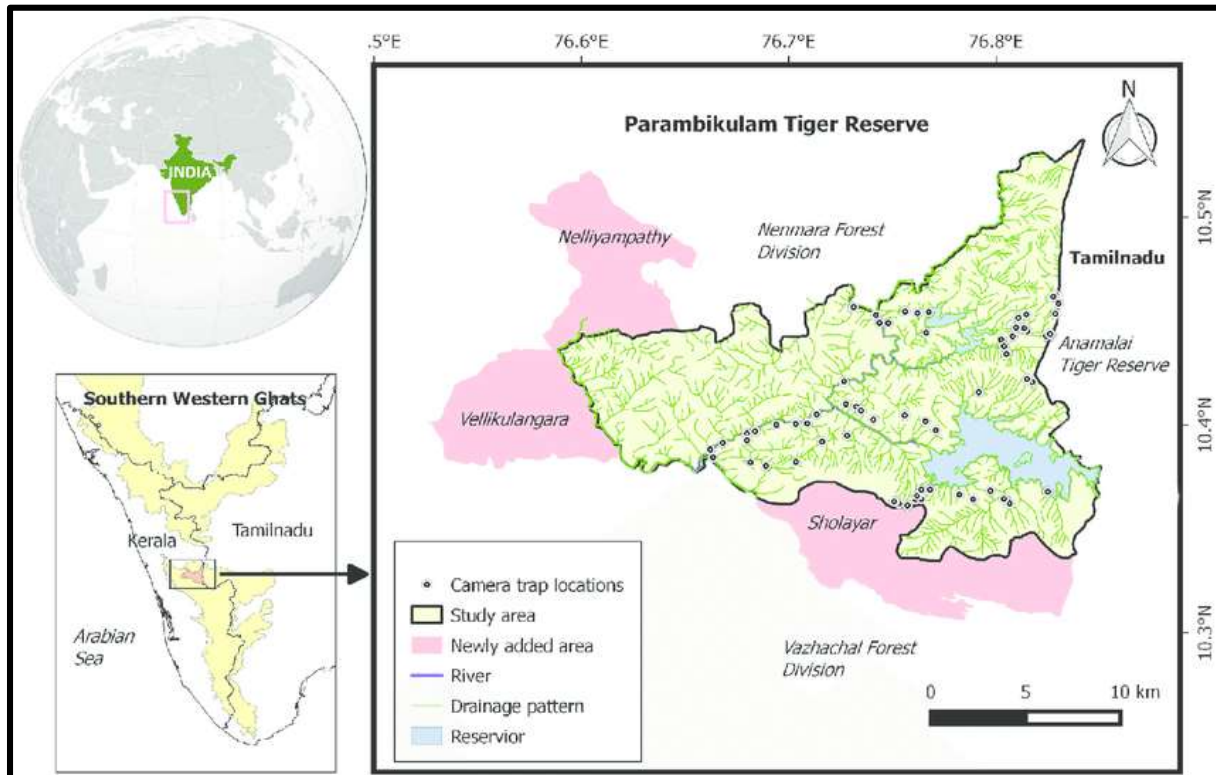 INDIA
Southern Western Ghats
Tamilnadu
Kerala
Arabian
Sea
.5°E
76.6°E
76.7°E
76.8°E
Parambikulam Tiger Reserve
N
Nelliyampathy
Nenmara Forest
Division
Tamilnadu
Anamalai
Tiger Reserve
Vellikulangara
Sholayar
Vazhachal Forest
Division
10.5°N
10.4°N
10.3°N
Camera trap locations
Study area
Newly added area
River
Drainage pattern
Reservior
0 5 10 km